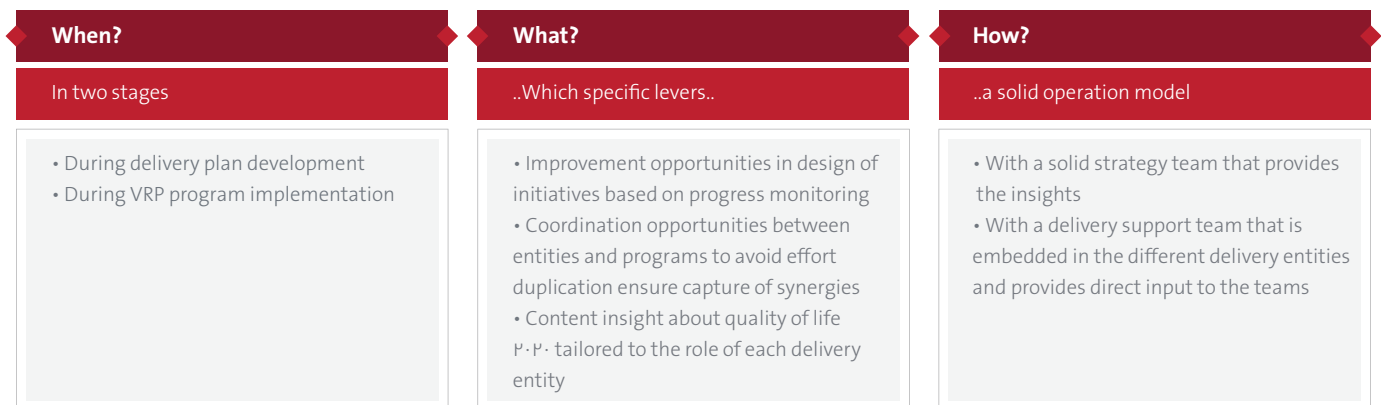 When?
In two stages
• During delivery plan development
• During VRP program implementation
What?
..Which specific levers..
• Improvement opportunities in design of
initiatives based on progress monitoring
• Coordination opportunities between
entities and programs to avoid effort
duplication ensure capture of synergies
• Content insight about quality of life
٢٠٢٠ tailored to the role of each delivery
entity
How?
..a solid operation model
• With a solid strategy team that provides
the insights
• With a delivery support team that is
embedded in the different delivery entities
and provides direct input to the teams